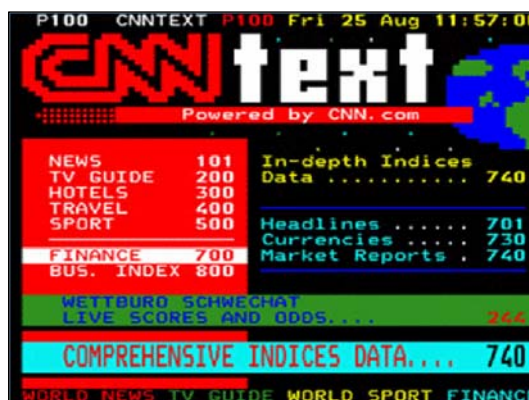 P100 CNNTEXT P100 Fri 25 Aug 11:57:0
CNN text
Powered by CNN.com
NEWS 101
TV GUIDE 200
HOTELS 300
TRAVEL 400
SPORT 500
FINANCE 700
BUS. INDEX 800
In-depth Indices
Data ........... 740
Headlines ...... 701
Currencies ..... 730
Market Reports . 740
WETTBURO SCHWECHAT
LIVE SCORES AND ODDS.... 244
COMPREHENSIVE INDICES DATA.... 740
WORLD NEWS TV GUIDE WORLD SPORT FINANC